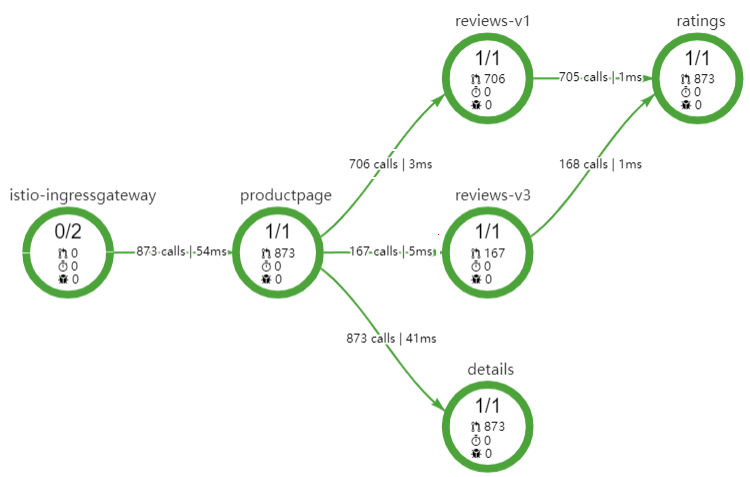 reviews-v1
1/1
706
0
0
ratings
1/1
873
0
0
705 calls | 1ms
706 calls | 3ms
168 calls | 1ms
istio-ingressgateway
0/2
0
0
0
873 calls | 54ms
productpage
1/1
873
0
0
167 calls | 5ms
reviews-v3
1/1
167
0
0
873 calls | 41ms
details
1/1
873
0
0